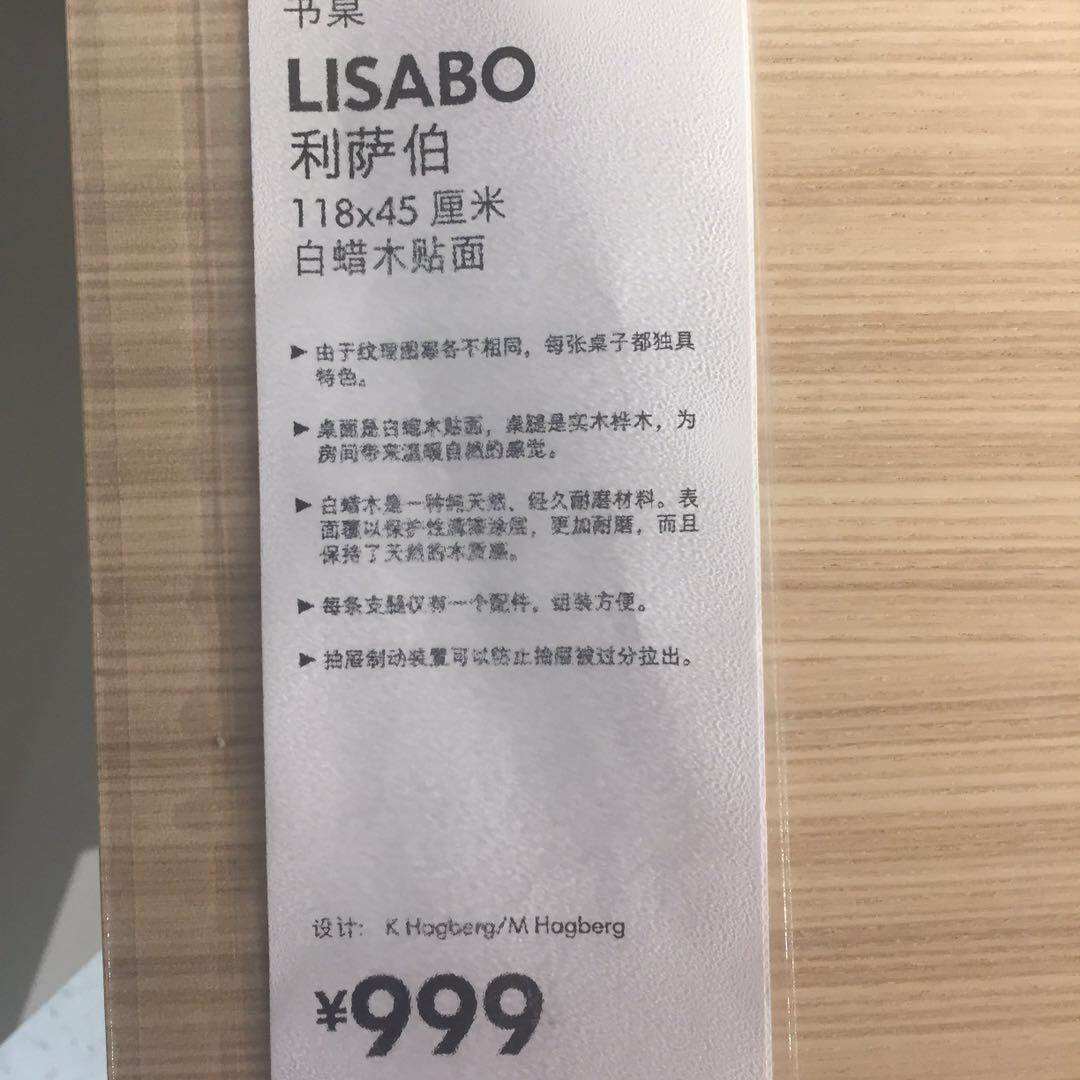 书桌
LISABO
利萨伯
118x45 厘米
白蜡木贴面
▶ 由于纹理图案各不相同，每张桌子都独具
特色。
▶ 桌面是白蜡木贴面，桌腿是实木桦木，为
房间带来温暖自然的感觉。
▶ 白蜡木是一种纯天然、经久耐磨材料。表
面覆以保护性清漆涂层，更加耐磨，而且
保持了天然的木质感。
▶ 每条支腿仅有一个配件，组装方便。
▶ 抽屉制动装置可以防止抽屉被过分拉出。
设计: K Hagberg/M Hagberg
¥999